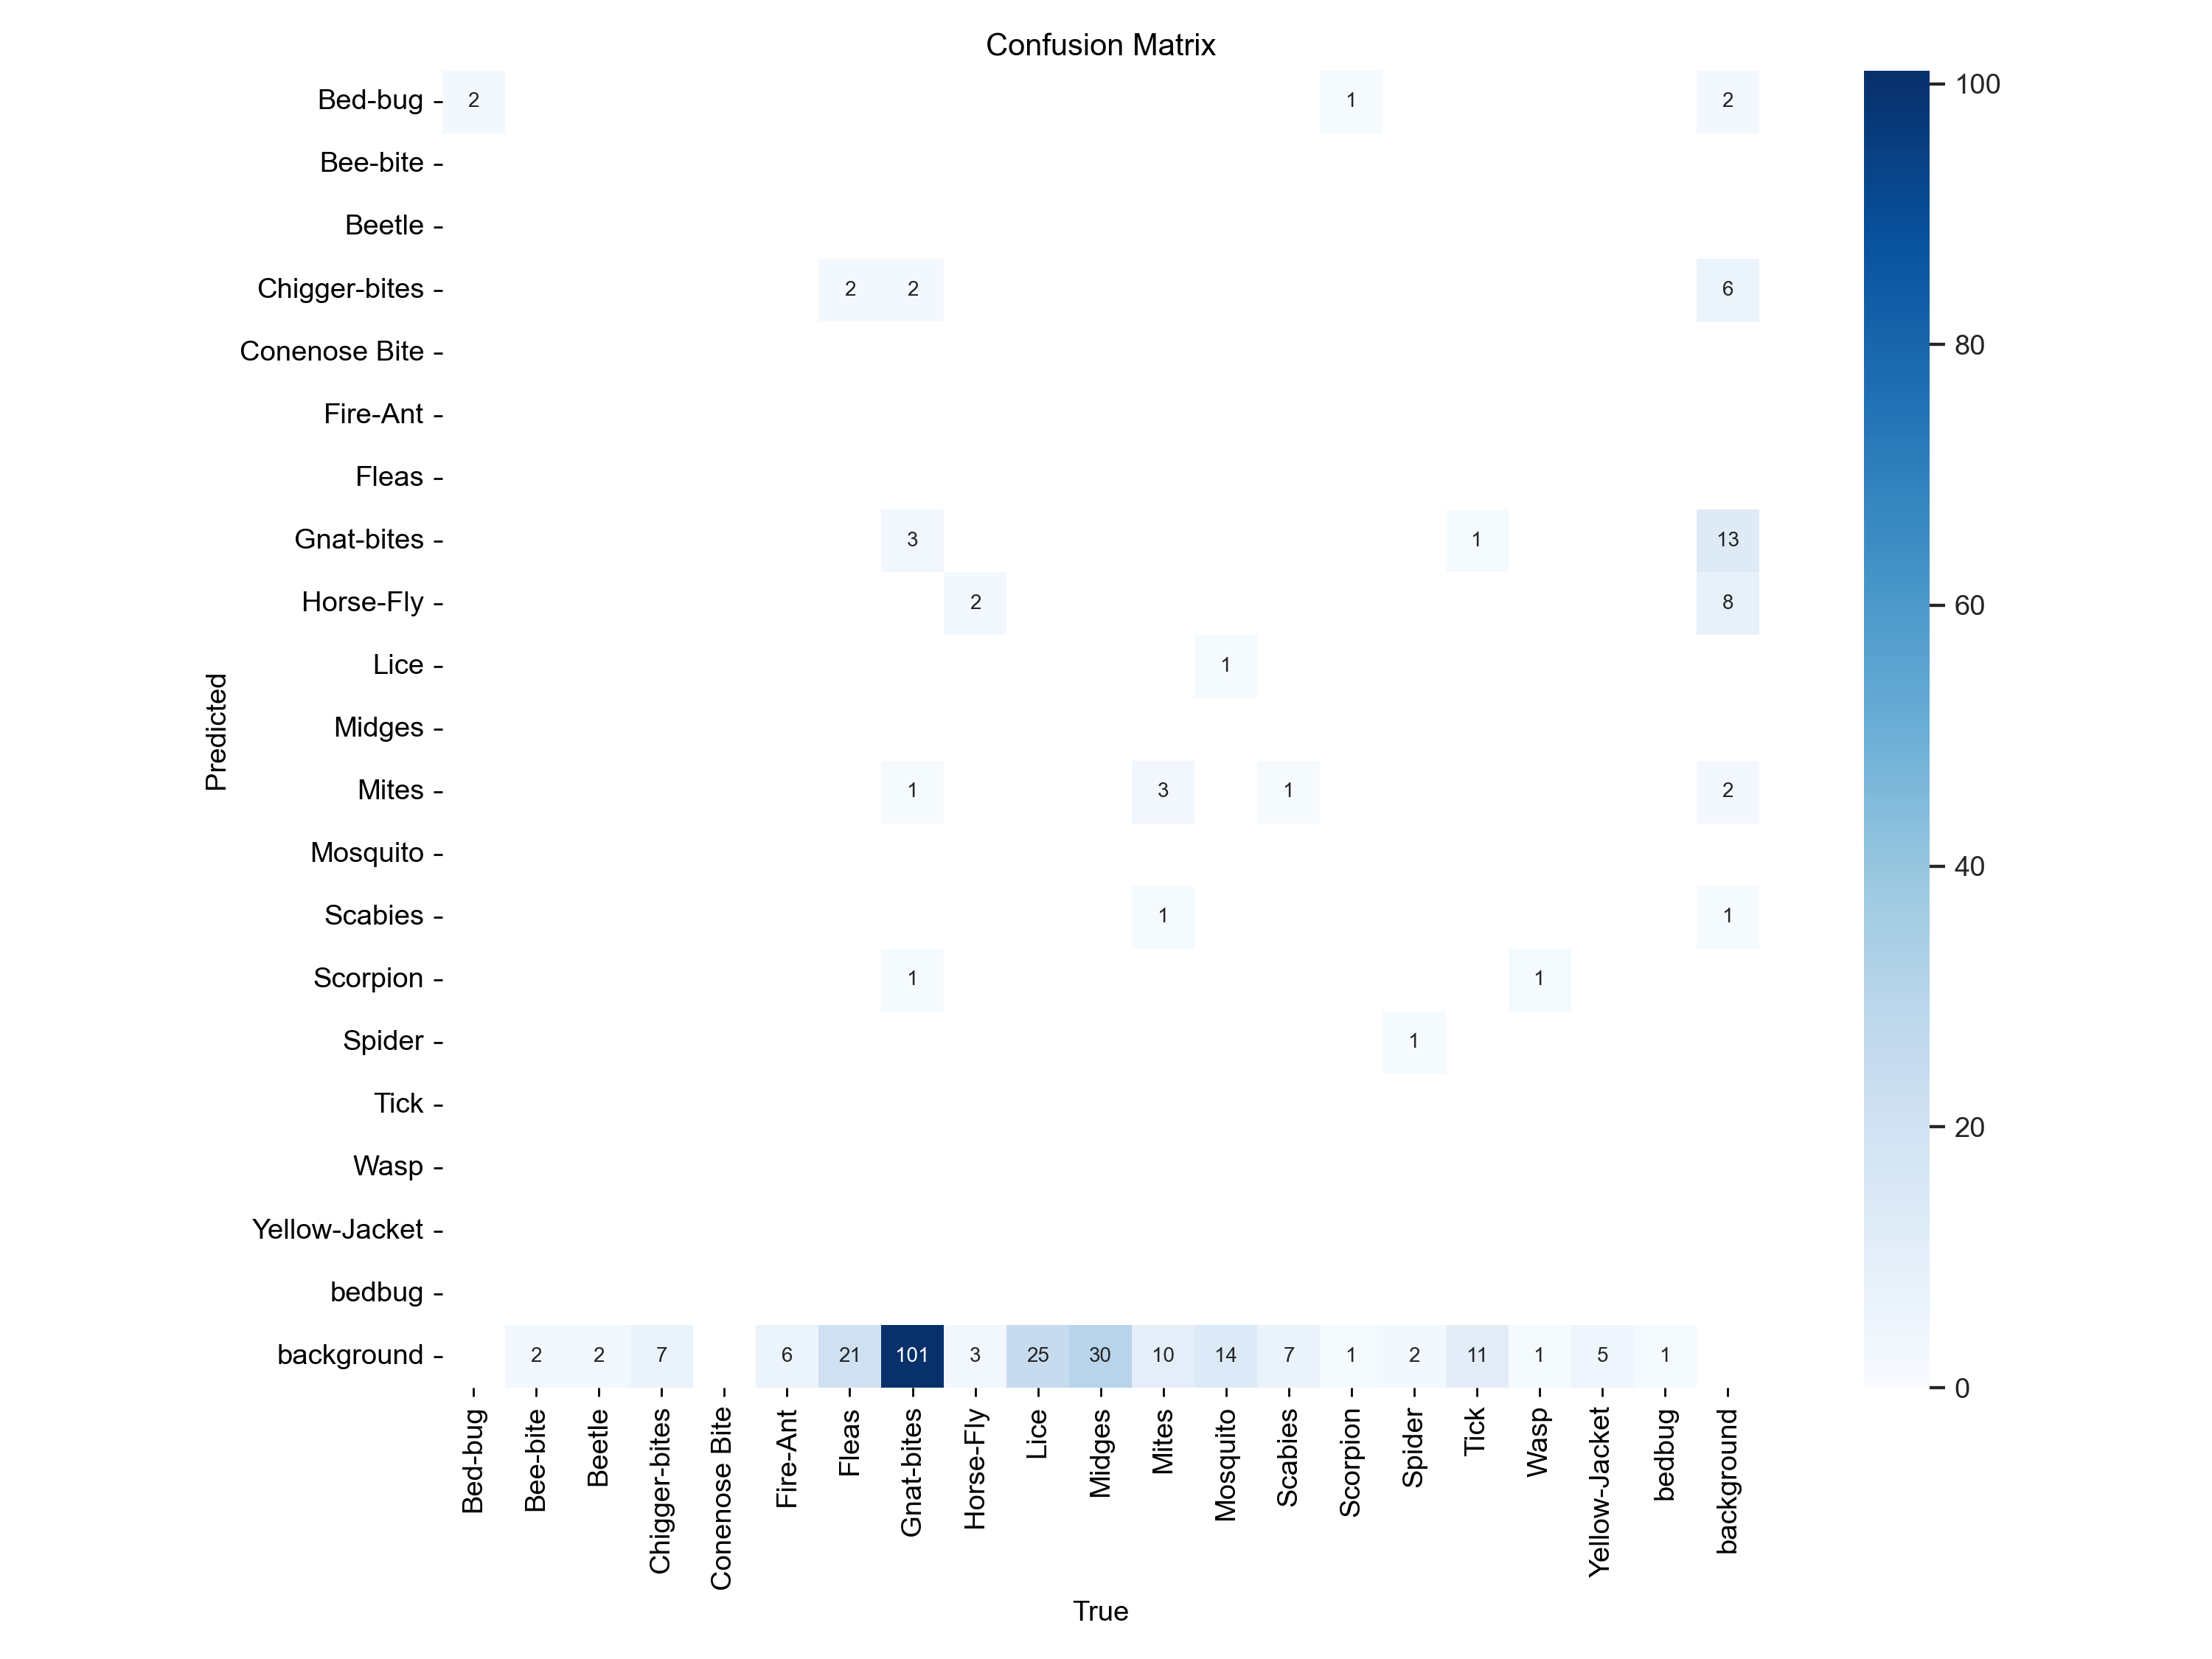 Confusion Matrix
Predicted
Bed-bug 2 1 2
Bee-bite
Beetle
Chigger-bites 2 2 6
Conenose Bite
Fire-Ant
Fleas
Gnat-bites 3 1 13
Horse-Fly 2 8
Lice 1
Midges
Mites 1 3 1 2
Mosquito
Scabies 1 1
Scorpion 1 1
Spider 1
Tick
Wasp
Yellow-Jacket
bedbug
background 2 2 7 6 21 101 3 25 30 10 14 7 1 2 11 1 5 1
Bed-bug Bee-bite Beetle Chigger-bites Conenose Bite Fire-Ant Fleas Gnat-bites Horse-Fly Lice Midges Mites Mosquito Scabies Scorpion Spider Tick Wasp Yellow-Jacket bedbug background
True
100
80
60
40
20
0